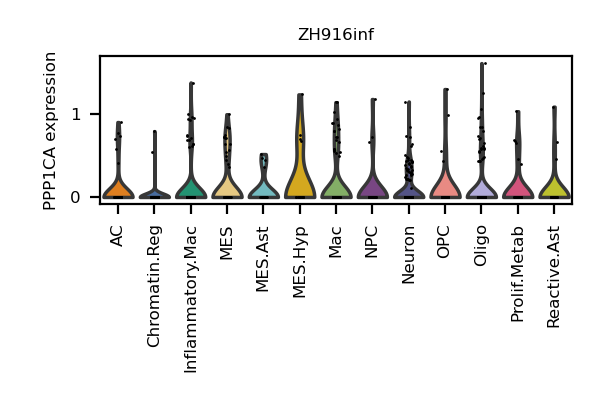 ZH916inf
PPP1CA expression
1
0
AC
Chromatin.Reg
Inflammatory.Mac
MES
MES.Ast
MES.Hyp
Mac
NPC
Neuron
OPC
Oligo
Prolif.Metab
Reactive.Ast